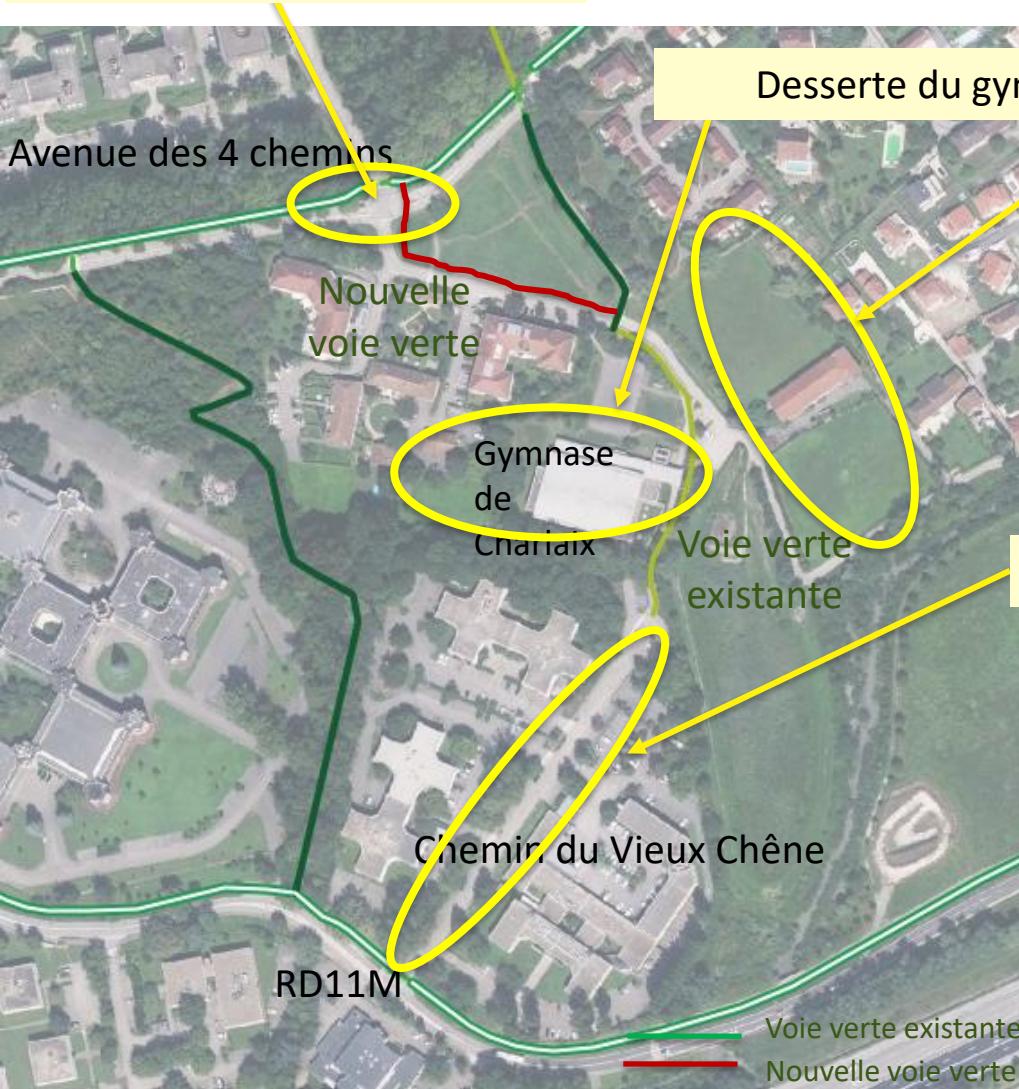 Desserte du gyr
Avenue des 4 chemins
Nouvelle
voie verte
Gymnase
de
Charlaix
Voie verte
existante
Chemin du Vieux Chêne
RD11M
Voie verte existante
Nouvelle voie verte